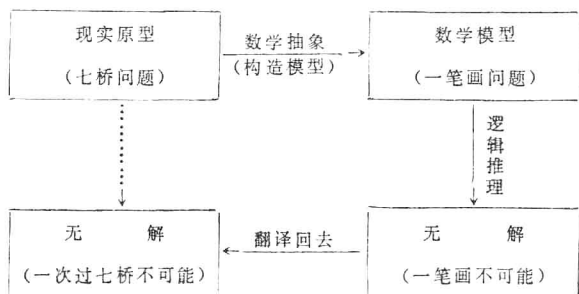 现实原型
(七桥问题)
数学抽象
(构造模型)
数学模型
(一笔画问题)
逻辑推理
无 解
(一次过七桥不可能)
翻译回去
无 解
(一笔画不可能)